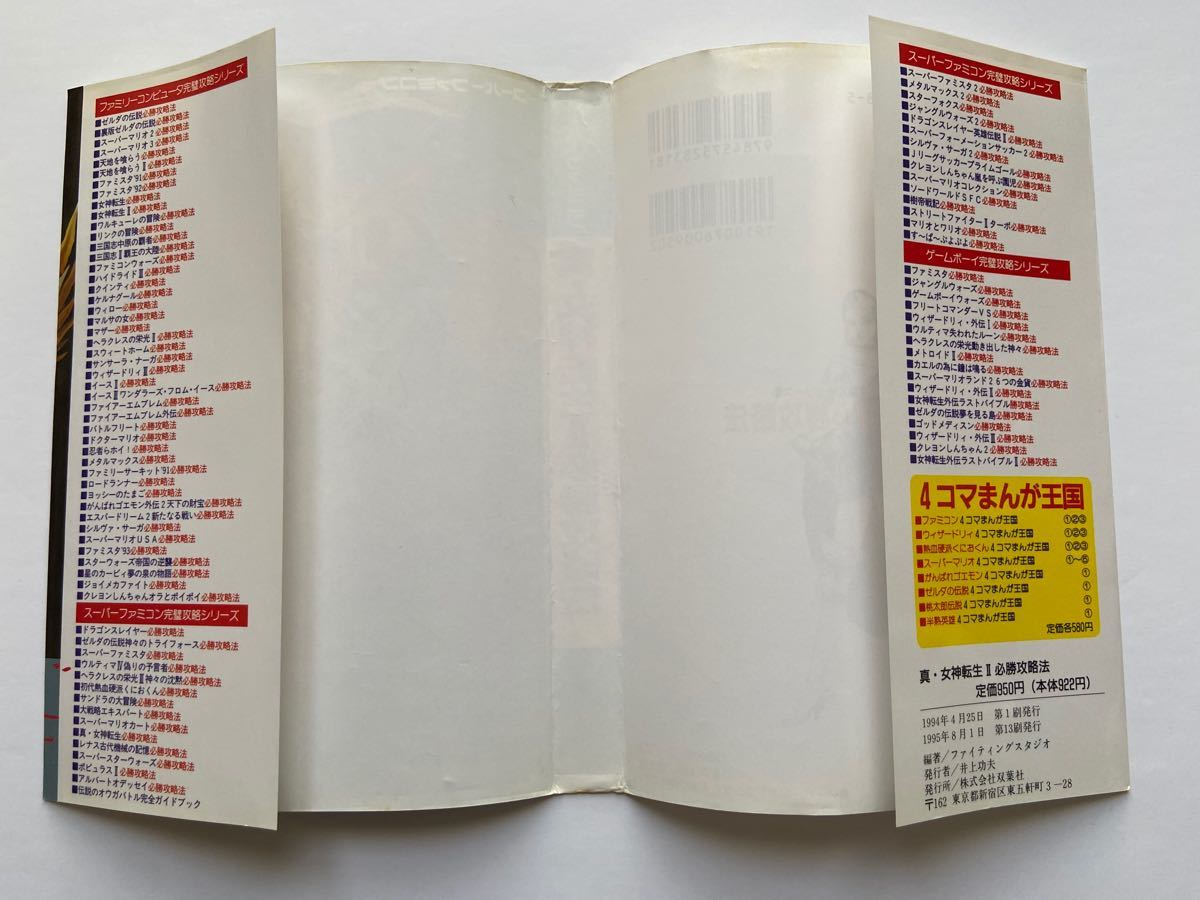 ファミリーコンピュータ完璧攻略シリーズ
■ゼルダの伝説必勝攻略法
■裏版ゼルダの伝説必勝攻略法
■スーパーマリオ2必勝攻略法
■スーパーマリオ3必勝攻略法
■天地を喰らう必勝攻略法
■天地を喰らうⅡ必勝攻略法
■ファミスタ'91必勝攻略法
■ファミスタ'92必勝攻略法
■女神転生必勝攻略法
■女神転生Ⅱ必勝攻略法
■ワルキューレの冒険必勝攻略法
■リンクの冒険必勝攻略法
■三国志中原の覇者必勝攻略法
■三国志Ⅱ覇王の大陸必勝攻略法
■ファミコンウォーズ必勝攻略法
■ハイドライドⅡ必勝攻略法
■クインティ必勝攻略法
■ケルナグール必勝攻略法
■ウィロー必勝攻略法
■マルサの女必勝攻略法
■マザー必勝攻略法
■ヘラクレスの栄光Ⅱ必勝攻略法
■スウィートホーム必勝攻略法
■サンサーラ・ナーガ必勝攻略法
■ウィザードリィⅢ必勝攻略法
■イースⅡ必勝攻略法
■イースⅢワンダラーズ・フロム・イース必勝攻略法
■ファイアーエムブレム必勝攻略法
■ファイアーエムブレム外伝必勝攻略法
■バトルフリート必勝攻略法
■ドクターマリオ必勝攻略法
■忍者らホイ!必勝攻略法
■メタルマックス必勝攻略法
■ファミリーサーキット'91必勝攻略法
■ロードランナー必勝攻略法
■ヨッシーのたまご必勝攻略法
■がんばれゴエモン外伝2天下の財宝必勝攻略法
■エスパードリーム2新たなる戦い必勝攻略法
■シルヴァ・サーガ必勝攻略法
■スーパーマリオUSA必勝攻略法
■ファミスタ'93必勝攻略法
■スターウォーズ帝国の逆襲必勝攻略法
■星のカービィ夢の泉の物語必勝攻略法
■ジョイメカファイト必勝攻略法
■クレヨンしんちゃんオラとポイポイ必勝攻略法
スーパーファミコン完璧攻略シリーズ
■ドラゴンスレイヤー必勝攻略法
■ゼルダの伝説神々のトライフォース必勝攻略法
■スーパーファミスタ必勝攻略法
■ウルティマⅣ偽りの予言者必勝攻略法
■ヘラクレスの栄光Ⅲ神々の沈黙必勝攻略法
■初代熱血硬派くにおくん必勝攻略法
■サンドラの大冒険必勝攻略法
■大戦略エキスパート必勝攻略法
■スーパーマリオカート必勝攻略法
■真・女神転生必勝攻略法
■レナス古代機械の記憶必勝攻略法
■スーパースターウォーズ必勝攻略法
■ポピュラスⅡ必勝攻略法
■アルバートオデッセイ必勝攻略法
■伝説のオウガバトル完全ガイドブック
スーパーファミコン
9784575283181
1910076009502
スーパーファミコン完璧攻略シリーズ
■スーパーファミスタ2必勝攻略法
■メタルマックス2必勝攻略法
■スターフォクス必勝攻略法
■ジャングルウォーズ2必勝攻略法
■ドラゴンスレイヤー英雄伝説Ⅱ必勝攻略法
■スーパーフォーメーションサッカー2必勝攻略法
■シルヴァ・サーガ2必勝攻略法
■Jリーグサッカープライムゴール必勝攻略法
■クレヨンしんちゃん嵐を呼ぶ園児必勝攻略法
■スーパーマリオコレクション必勝攻略法
■ソードワールドSFC必勝攻略法
■樹帝戦記必勝攻略法
■ストリートファイターⅡターボ必勝攻略法
■マリオとワリオ必勝攻略法
■す〜ぱ〜ぷよぷよ必勝攻略法
ゲームボーイ完璧攻略シリーズ
■ファミスタ必勝攻略法
■ジャングルウォーズ必勝攻略法
■ゲームボーイウォーズ必勝攻略法
■フリートコマンダーVS必勝攻略法
■ウィザードリィ・外伝Ⅰ必勝攻略法
■ウルティマ失われたルーン必勝攻略法
■ヘラクレスの栄光動き出した神々必勝攻略法
■メトロイドⅡ必勝攻略法
■カエルの為に鐘は鳴る必勝攻略法
■スーパーマリオランド26つの金貨必勝攻略法
■ウィザードリィ・外伝Ⅱ必勝攻略法
■女神転生外伝ラストバイブル勝攻略法
■ゼルダの伝説夢を見る島必勝攻略法
■ゴッドメディスン必勝攻略法
■ウィザードリィ・外伝Ⅲ必勝攻略法
■クレヨンしんちゃん2必勝攻略法
■女神転生外伝ラストバイブルⅡ必勝攻略法
4コマまんが王国
■ファミコン4コマまんが王国 ①②③
■ウィザードリィ4コマまんが王国 ①②③
■熱血硬派くにおくん4コマまんが王国 ①②③
■スーパーマリオ4コマまんが王国 ①〜⑤
■がんばれゴエモン4コマまんが王国 ①
■ゼルダの伝説4コマまんが王国 ①
■桃太郎伝説4コマまんが王国 ①
■半熟英雄4コマまんが王国 ①
定価各580円
真・女神転生Ⅱ必勝攻略法
定価950円(本体922円)
1994年4月25日 第1刷発行
1995年8月1日 第13刷発行
編著/ファイティングスタジオ
発行者/井上功夫
発行所/株式会社双葉社
〒162 東京都新宿区東五軒町3—28